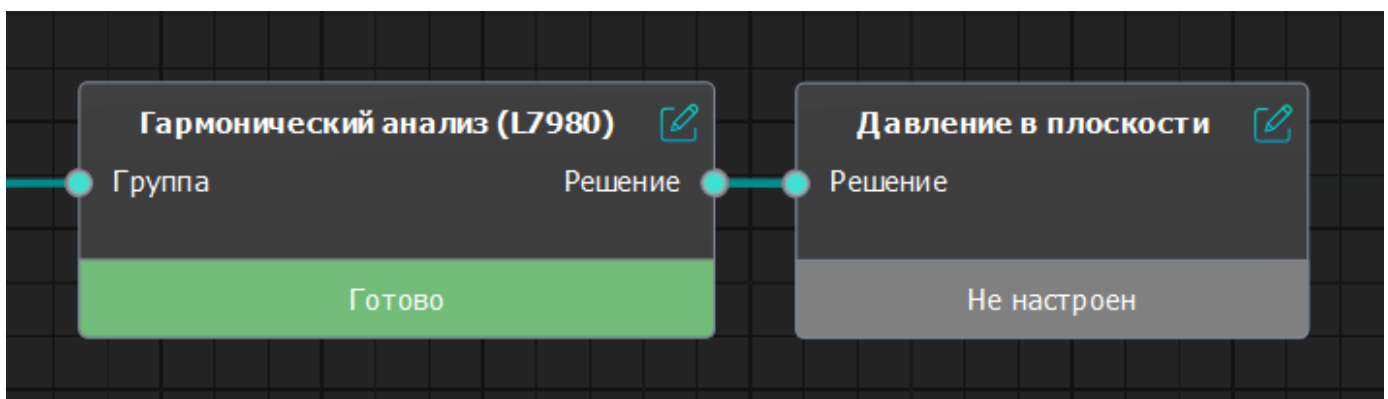 Гармонический анализ (L7980)
Группа
Решение
Готово
Давление в плоскости
Решение
Не настроен